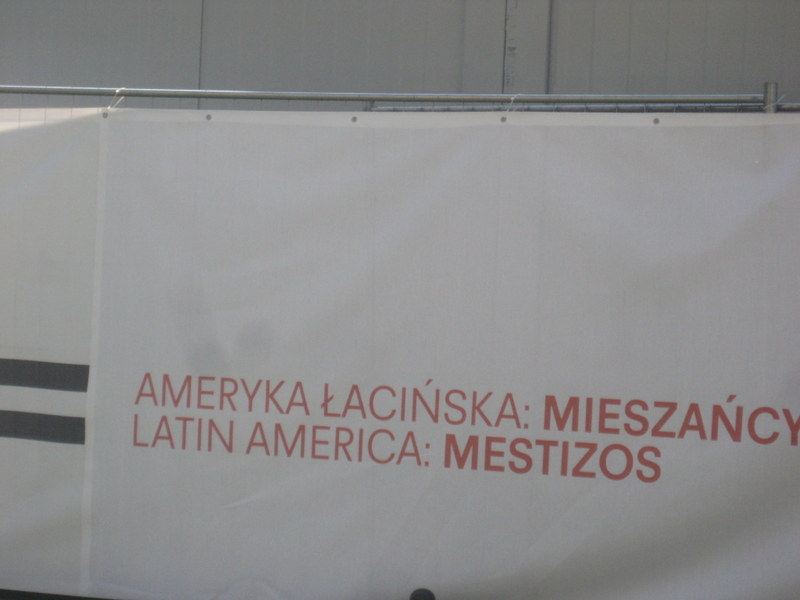 AMERYKA ŁACIŃSKA: MIESZAŃCY
LATIN AMERICA: MESTIZOS